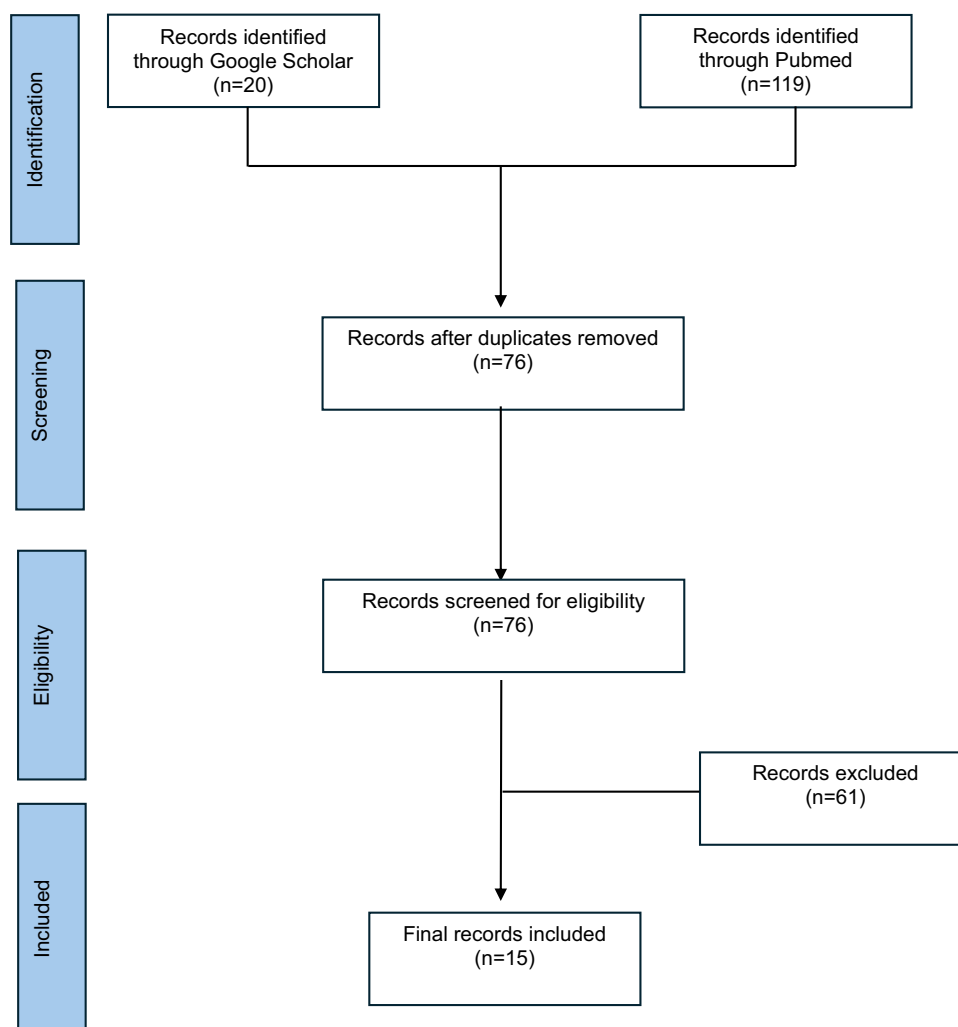 Identification
Records identified
through Google Scholar
(n=20)
Records identified
through Pubmed
(n=119)
Screening
Records after duplicates removed
(n=76)
Eligibility
Records screened for eligibility
(n=76)
Records excluded
(n=61)
Included
Final records included
(n=15)